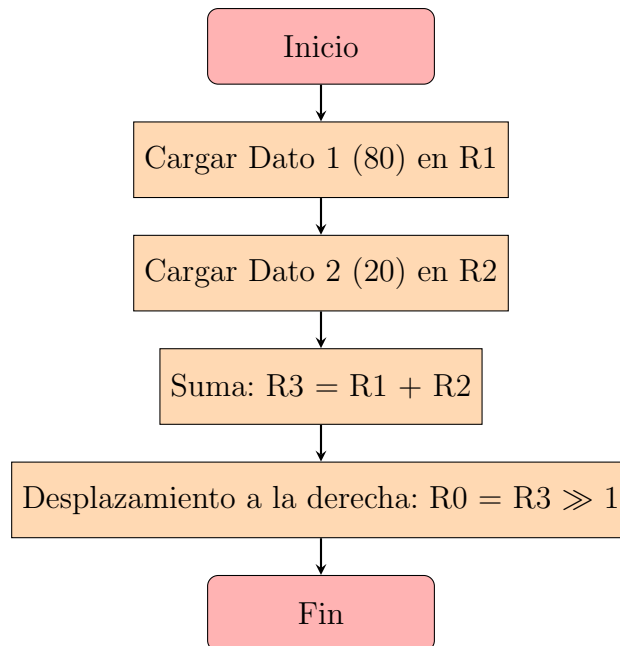 Inicio
Cargar Dato 1 (80) en R1
Cargar Dato 2 (20) en R2
Suma: R3 = R1 + R2
Desplazamiento a la derecha: R0 = R3 ≫ 1
Fin